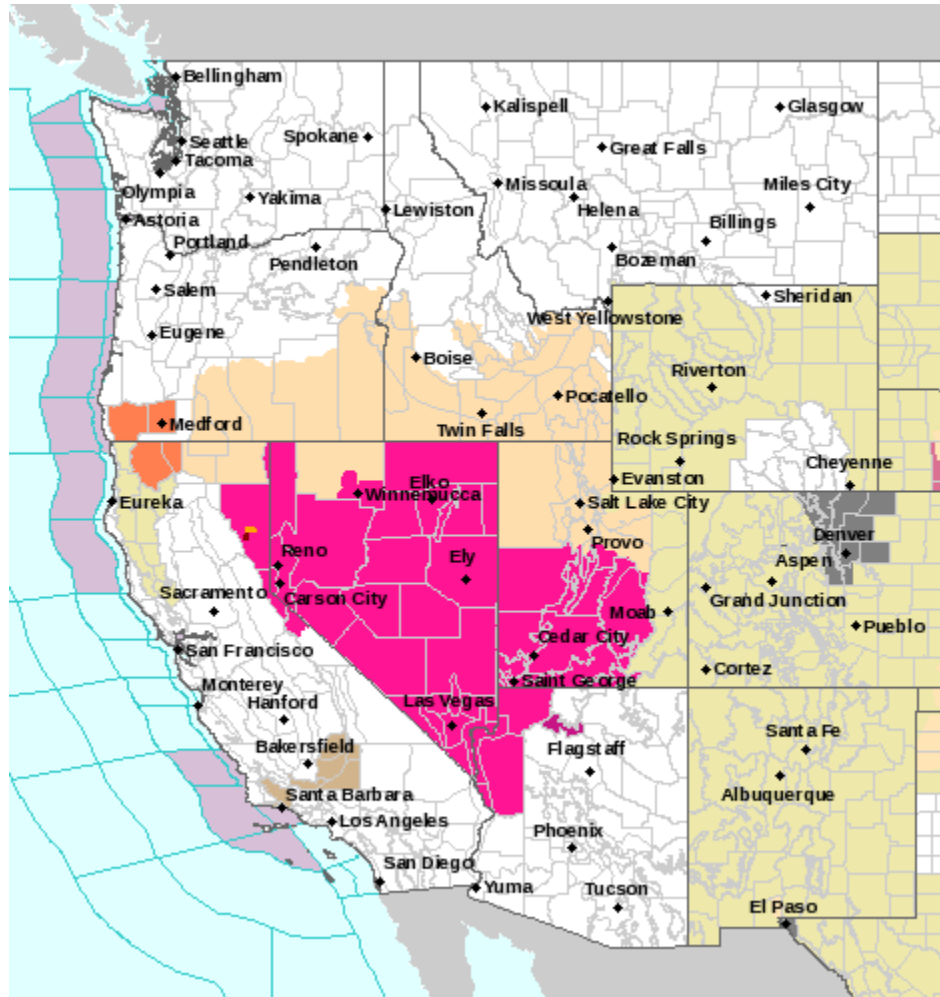 Bellingham
Kalispell
Glasgow
Seattle
Spokane
Great Falls
Tacoma
Olympia
Yakima
Missoula
Miles City
Lewiston
Helena
Astoria
Billings
Portland
Pendleton
Bozeman
Salem
Sheridan
West Yellowstone
Eugene
Boise
Riverton
Pocatello
Medford
Twin Falls
Rock Springs
Cheyenne
Elko
Evanston
Eureka
Winnemucca
Salt Lake City
Denver
Provo
Reno
Ely
Aspen
Sacramento
Carson City
Grand Junction
Moab
Pueblo
Cedar City
San Francisco
Cortez
Saint George
Monterey
Hanford
Las Vegas
Santa Fe
Bakersfield
Flagstaff
Albuquerque
Santa Barbara
Los Angeles
Phoenix
San Diego
Yuma
Tucson
El Paso